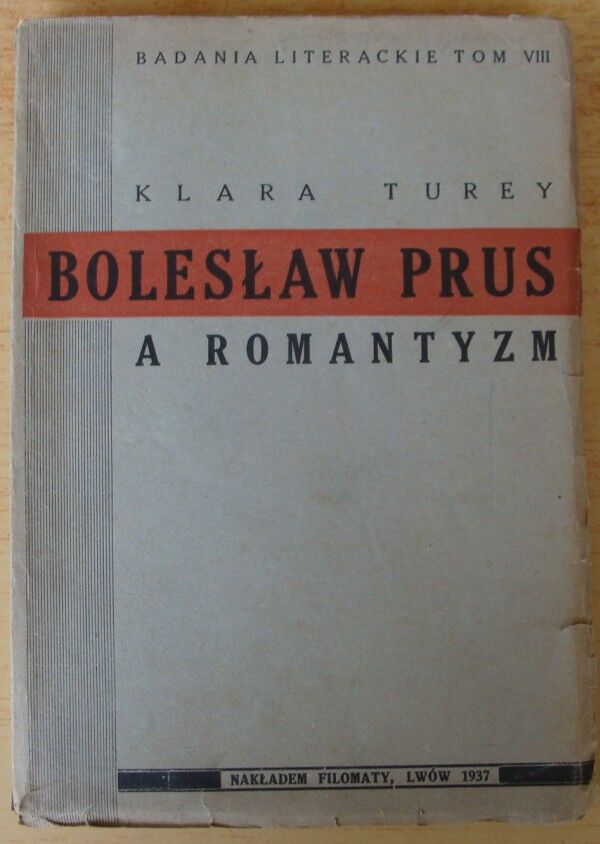 BADANIA LITERACKIE TOM VIII
KLARA TUREY
BOLESŁAW PRUS
A ROMANTYZM
NAKŁADEM FILOMATY, LWÓW 1937